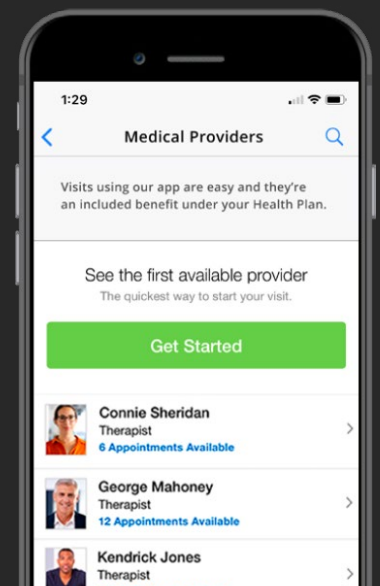 1:29
Medical Providers
Visits using our app are easy and they're
an included benefit under your Health Plan.
See the first available provider
The quickest way to start your visit.
Get Started
Connie Sheridan
Therapist
6 Appointments Available
George Mahoney
Therapist
12 Appointments Available
Kendrick Jones
Therapist